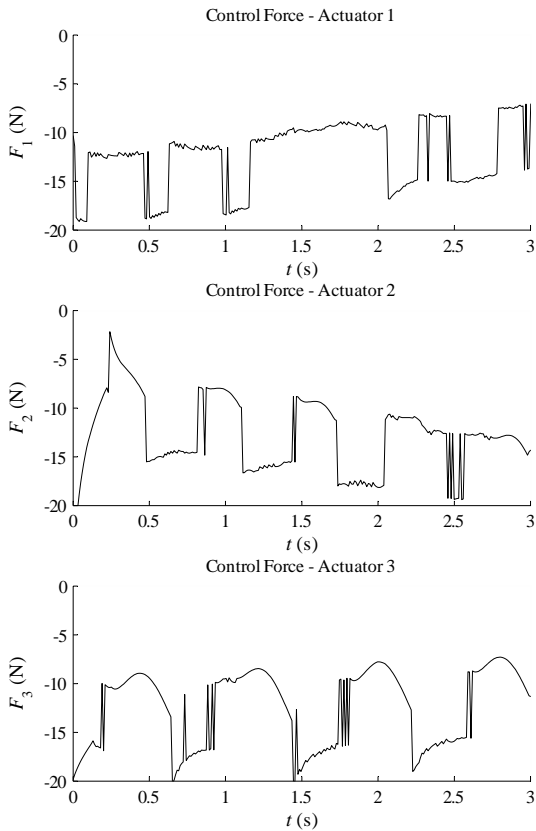 Control Force - Actuator 1
0
-5
-10
-15
-20
F1 (N)
0 0.5 1 1.5 2 2.5 3
t (s)
Control Force - Actuator 2
0
-5
-10
-15
-20
F2 (N)
0 0.5 1 1.5 2 2.5 3
t (s)
Control Force - Actuator 3
0
-5
-10
-15
-20
F3 (N)
0 0.5 1 1.5 2 2.5 3
t (s)